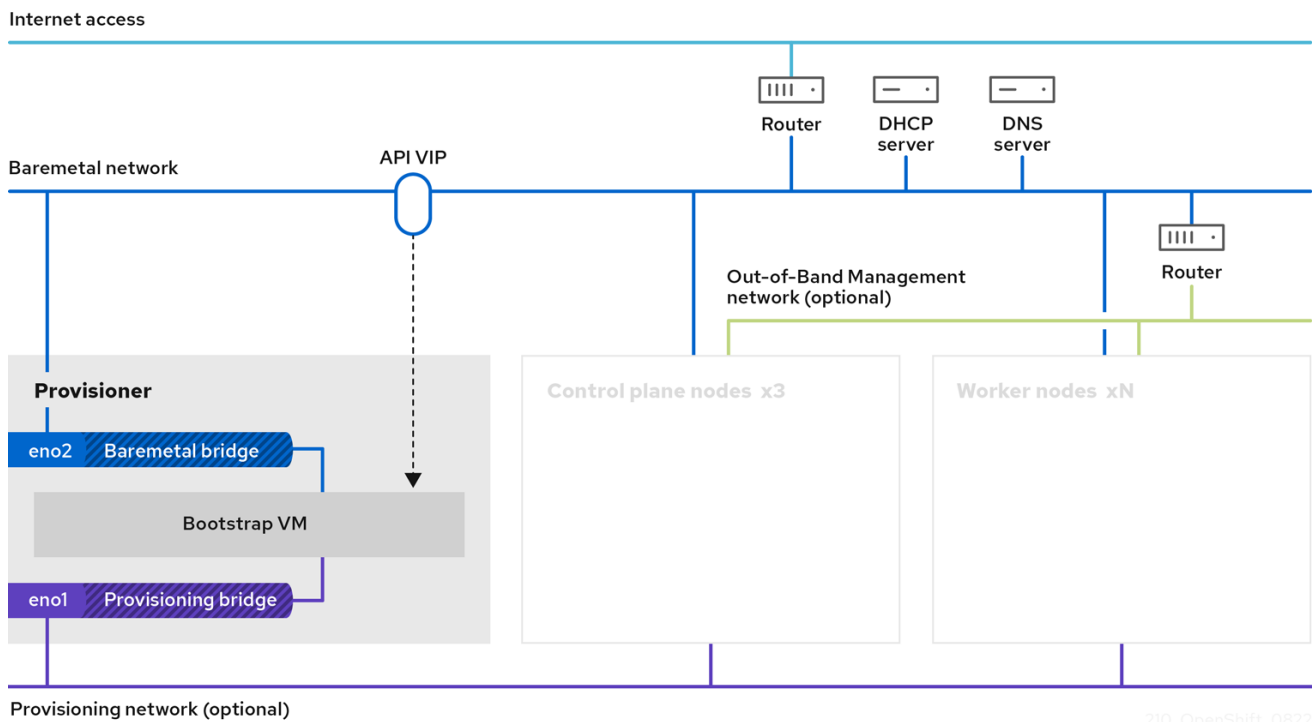 Internet access
Router
DHCP
server
DNS
server
Baremetal network
API VIP
Router
Out-of-Band Management
network (optional)
Provisioner
Control plane nodes x3
Worker nodes xN
eno2
Baremetal bridge
Bootstrap VM
eno1
Provisioning bridge
Provisioning network (optional)
210_OpenShift_0822